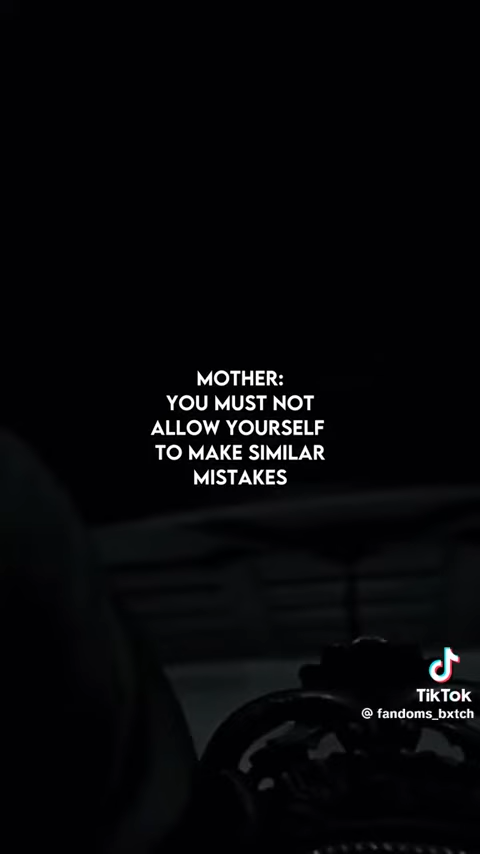 MOTHER:
YOU MUST NOT
ALLOW YOURSELF
TO MAKE SIMILAR
MISTAKES
TikTok
@ fandoms_bxtch